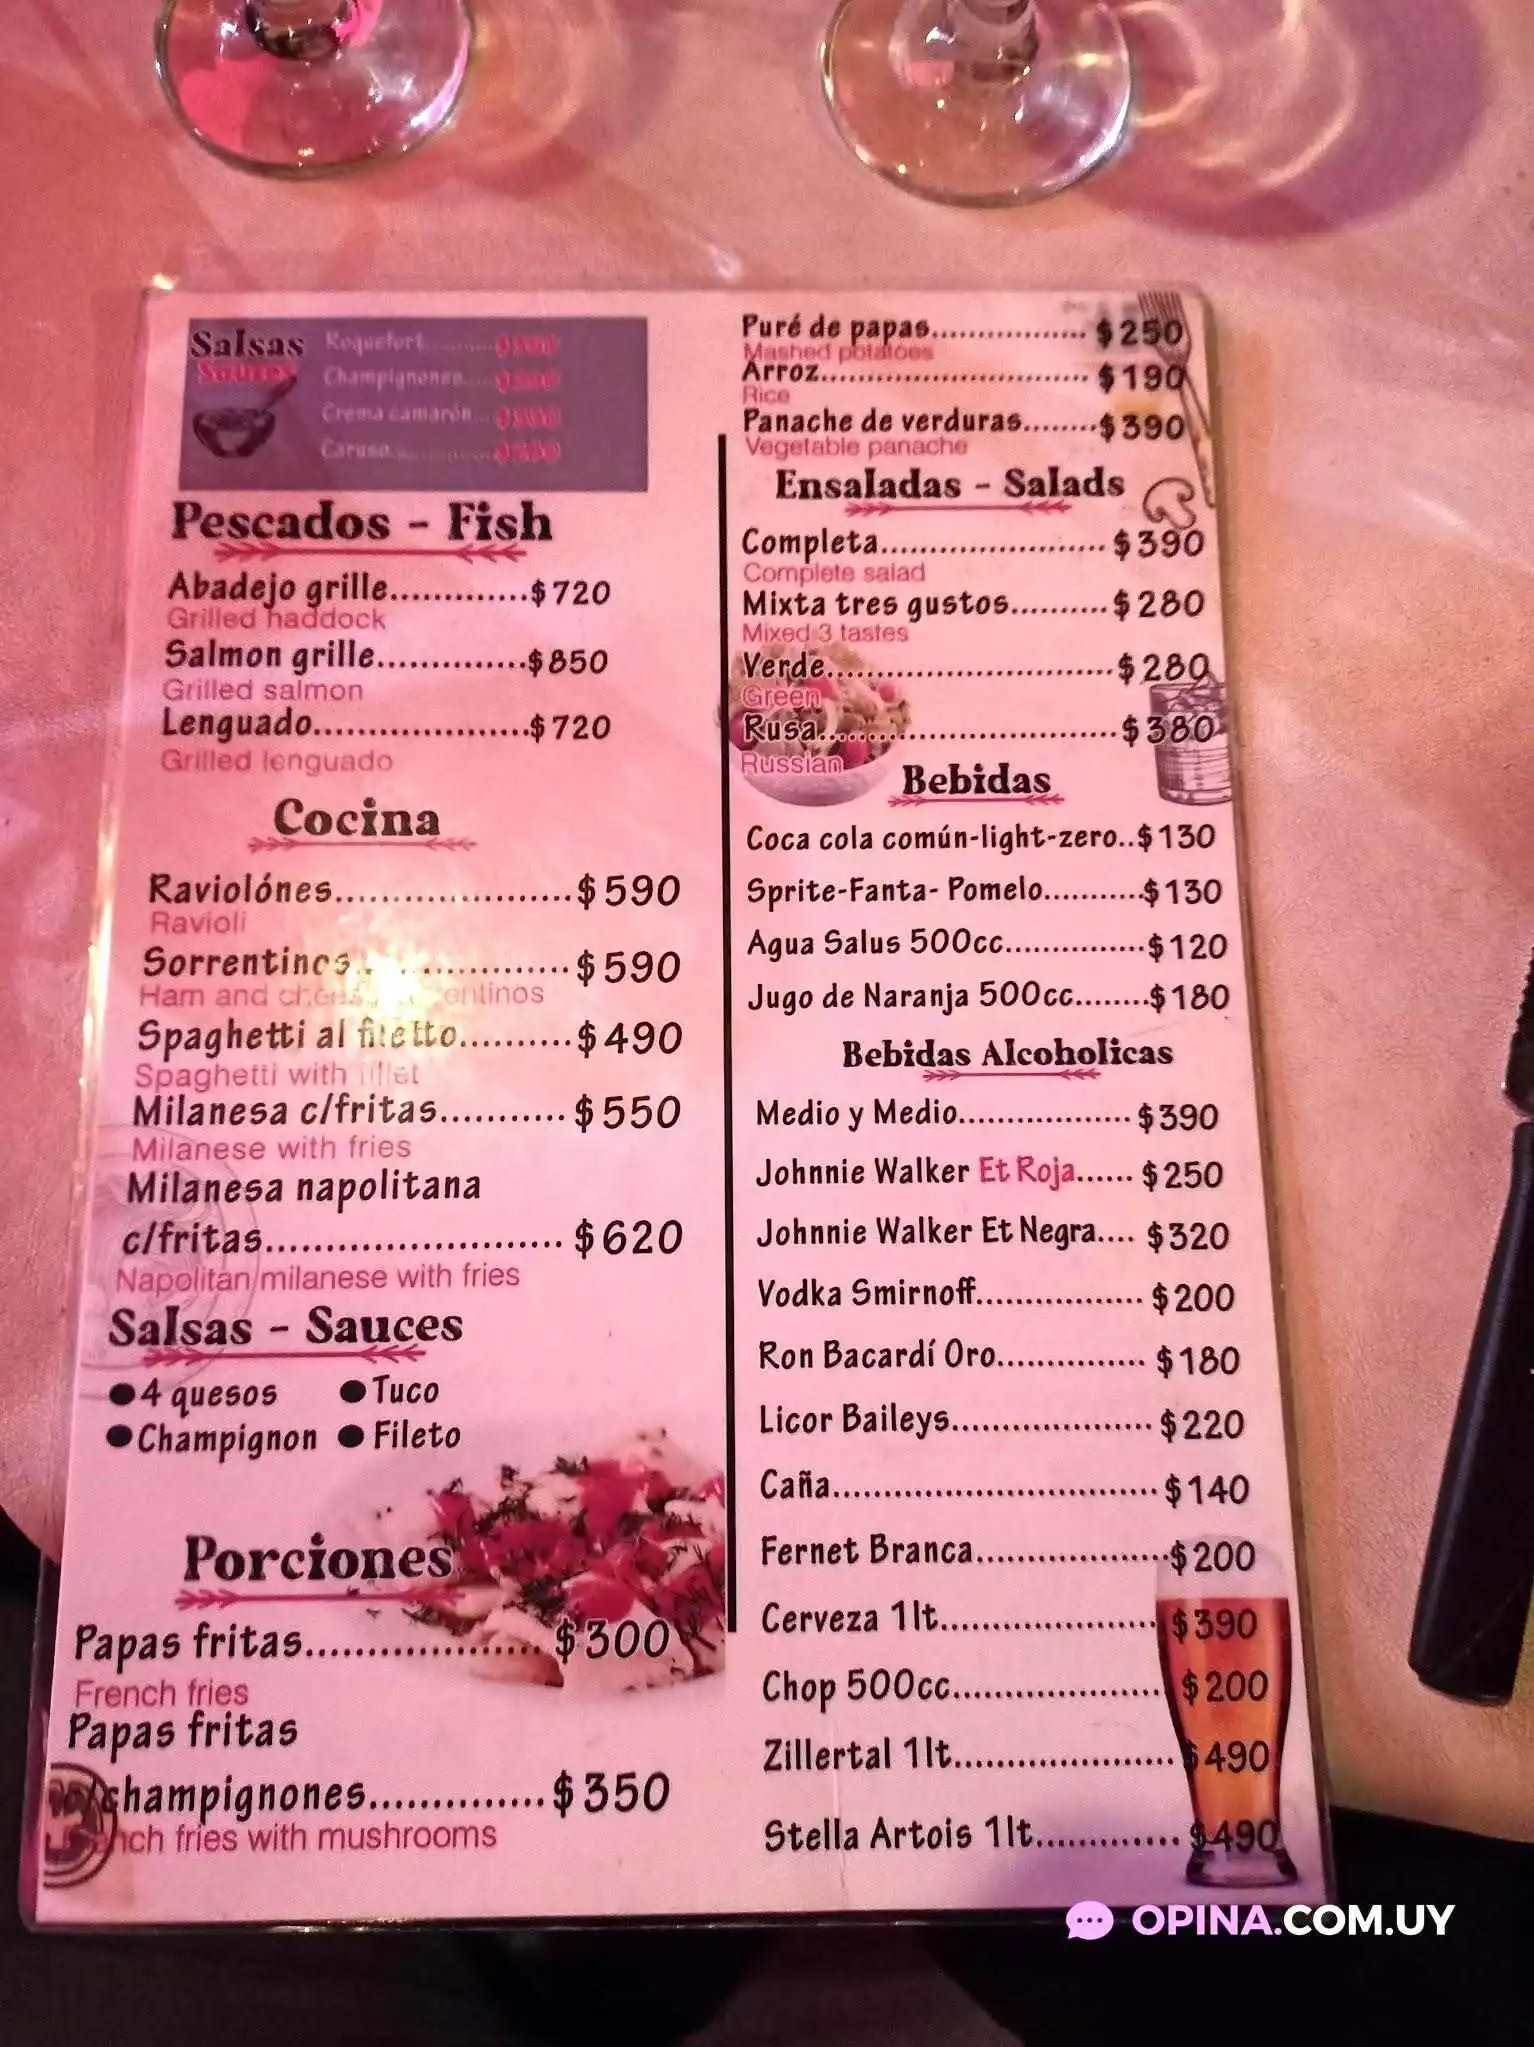 Salsas
Sauces
Roquefort..........
Champignones.....
Crema camarón...
Caruso.............
Pescados - Fish
Abadejo grille.............$720
Grilled haddock
Salmon grille..............$850
Grilled salmon
Lenguado....................$720
Grilled lenguado
Cocina
Raviolónes......................$590
Ravioli
Sorrentinos....................$590
Ham and cheese
Spaghetti al filetto..........$490
Spaghetti with fillet
Milanesa c/fritas...........$550
Milanese with fries
Milanesa napolitana
c/fritas.........................$620
Napolitan milanese with fries
Salsas - Sauces
●4 quesos ●Tuco
●Champignon ●Fileto
Porciones
Papas fritas....................$300
French fries
Papas fritas
champignones..............$350
fries with mushrooms
Puré de papas................$250
Mashed potatoes
Arroz............................$190
Rice
Panache de verduras........$390
Vegetable panache
Ensaladas - Salads
Completa.......................$390
Complete salad
Mixta tres gustos..........$280
Mixed 3 tastes
Verde.............................$280
Green
Rusa...............................$380
Russian
Bebidas
Coca cola común-light-zero..$130
Sprite-Fanta- Pomelo...........$130
Agua Salus 500cc...............$120
Jugo de Naranja 500cc........$180
Bebidas Alcoholicas
Medio y Medio..................$390
Johnnie Walker Et Roja......$250
Johnnie Walker Et Negra....$320
Vodka Smirnoff.................$200
Ron Bacardí Oro...............$180
Licor Baileys....................$220
Caña................................$140
Fernet Branca...................$200
Cerveza 1lt......................$390
Chop 500cc.....................$200
Zillertal 1lt......................$490
Stella Artois 1lt.............$490
OPINA.COM.UY